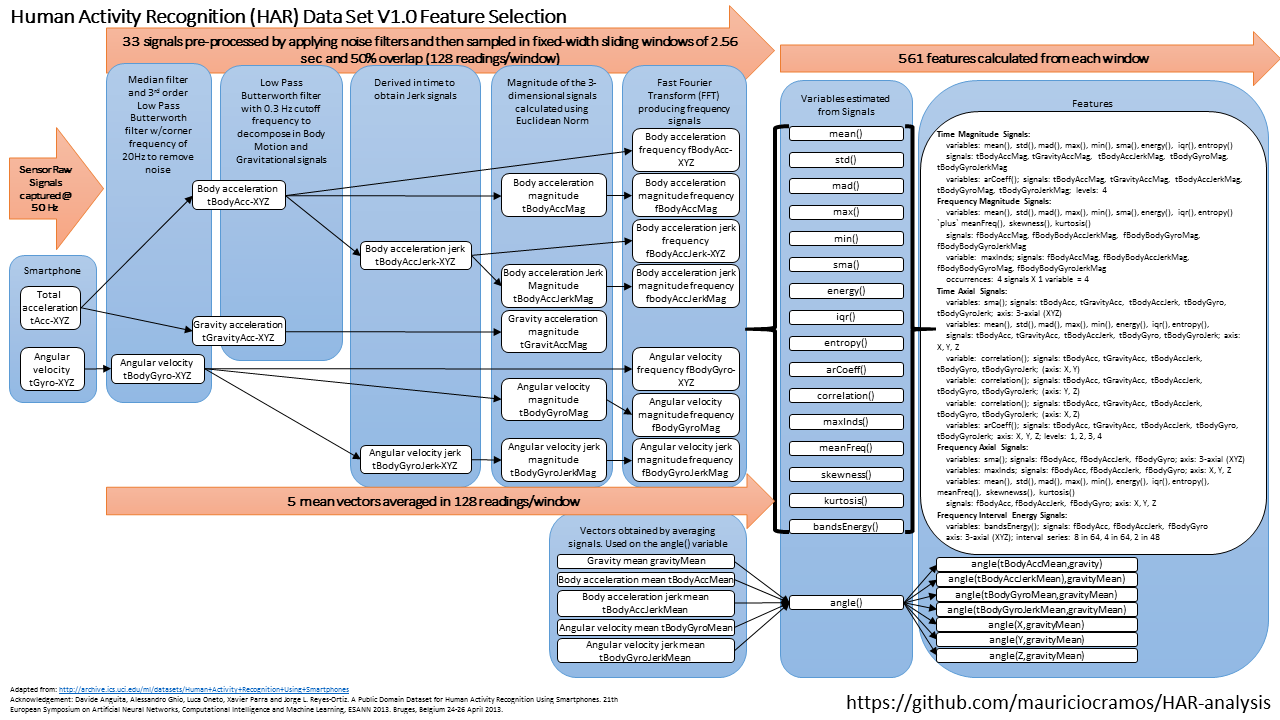 Human Activity Recognition (HAR) Data Set V1.0 Feature Selection
33 signals pre-processed by applying noise filters and then sampled in fixed-width sliding windows of 2.56
sec and 50% overlap (128 readings/window)
561 features calculated from each window
Sensor Raw
Signals
captured @
50 Hz
Smartphone
Total
acceleration
tAcc-XYZ
Angular
velocity
tGyro-XYZ
Median filter
and 3rd order
Low Pass
Butterworth
filter w/corner
frequency of
20Hz to remove
noise
Low Pass
Butterworth filter
with 0.3 Hz cutoff
frequency to
decompose in Body
Motion and
Gravitational signals
Body acceleration
tBodyAcc-XYZ
Gravity acceleration
tGravityAcc-XYZ
Angular velocity
tBodyGyro-XYZ
Derived in time to
obtain Jerk signals
Body acceleration jerk
tBodyAccJerk-XYZ
Angular velocity jerk
tBodyGyroJerk-XYZ
Magnitude of the 3-
dimensional signals
calculated using
Euclidean Norm
Body acceleration
magnitude
tBodyAccMag
Body acceleration Jerk
Magnitude
tBodyAccJerkMag
Gravity acceleration
magnitude
tGravitAccMag
Angular velocity
magnitude
tBodyGyroMag
Angular velocity jerk
magnitude
tBodyGyroJerkMag
Fast Fourier
Transform (FFT)
producing frequency
signals
Body acceleration
frequency fBodyAcc-
XYZ
Body acceleration
magnitude frequency
fBodyAccMag
Body acceleration jerk
frequency
fBodyAccJerk-XYZ
Body acceleration jerk
magnitude frequency
fbodyAccJerkMag
Angular velocity
frequency fBodyGyro-
XYZ
Angular velocity
magnitude frequency
fBodyGyroMag
Angular velocity jerk
magnitude frequency
fBodyGyroJerkMag
5 mean vectors averaged in 128 readings/window
Vectors obtained by averaging
signals. Used on the angle() variable
Gravity mean gravityMean
Body acceleration mean tBodyAccMean
Body acceleration jerk mean
tBodyAccJerkMean
Angular velocity mean tBodyGyroMean
Angular velocity jerk mean
tBodyGyroJerkMean
Variables estimated
from Signals
mean()
std()
mad()
max()
min()
sma()
energy()
iqr()
entropy()
arCoeff()
correlation()
maxInds()
meanFreq()
skewness()
kurtosis()
bandsEnergy()
angle()
Features
Time Magnitude Signals:
variables: mean(), std(), mad(), max(), min(), sma(), energy(), iqr(), entropy()
signals: tBodyAccMag, tGravityAccMag, tBodyAccJerkMag, tBodyGyroMag,
tBodyGyroJerkMag
variables: arCoeff(); signals: tBodyAccMag, tGravityAccMag, tBodyAccJerkMag,
tBodyGyroMag, tBodyGyroJerkMag; levels: 4
Frequency Magnitude Signals:
variables: mean(), std(), mad(), max(), min(), sma(), energy(), iqr(), entropy()
`plus` meanFreq(), skewness(), kurtosis()
signals: fBodyAccMag, fBodyBodyAccJerkMag, fBodyBodyGyroMag,
fBodyBodyGyroJerkMag
variable: maxInds; signals: fBodyAccMag, fBodyBodyAccJerkMag,
fBodyBodyGyroMag, fBodyBodyGyroJerkMag
occurrences: 4 signals X 1 variable = 4
Time Axial Signals:
variables: sma(); signals: tBodyAcc, tGravityAcc, tBodyAccJerk, tBodyGyro,
tBodyGyroJerk; axis: 3-axial (XYZ)
variables: mean(), std(), mad(), max(), min(), energy(), iqr(), entropy(),
signals: tBodyAcc, tGravityAcc, tBodyAccJerk, tBodyGyro, tBodyGyroJerk; axis:
X, Y, Z
variable: correlation(); signals: tBodyAcc, tGravityAcc, tBodyAccJerk,
tBodyGyro, tBodyGyroJerk; (axis: X, Y)
variable: correlation(); signals: tBodyAcc, tGravityAcc, tBodyAccJerk,
tBodyGyro, tBodyGyroJerk; (axis: Y, Z)
variable: correlation(); signals: tBodyAcc, tGravityAcc, tBodyAccJerk,
tBodyGyro, tBodyGyroJerk; (axis: X, Z)
variables: arCoeff(); signals: tBodyAcc, tGravityAcc, tBodyAccJerk, tBodyGyro,
tBodyGyroJerk; axis: X, Y, Z; levels: 1, 2, 3, 4
Frequency Axial Signals:
variables: sma(); signals: fBodyAcc, fBodyAccJerk, fBodyGyro; axis: 3-axial (XYZ)
variables: maxInds; signals: fBodyAcc, fBodyAccJerk, fBodyGyro; axis: X, Y, Z
variables: mean(), std(), mad(), max(), min(), energy(), iqr(), entropy(),
meanFreq(), skewnewss(), kurtosis()
signals: fBodyAcc, fBodyAccJerk, fBodyGyro; axis: X, Y, Z
Frequency Interval Energy Signals:
variables: bandsEnergy(); signals: fBodyAcc, fBodyAccJerk, fBodyGyro
axis: 3-axial (XYZ); interval series: 8 in 64, 4 in 64, 2 in 48
angle(tBodyAccMean,gravity)
angle(tBodyAccJerkMean),gravityMean)
angle(tBodyGyroMean,gravityMean)
angle(tBodyGyroJerkMean,gravityMean)
angle(X,gravityMean)
angle(Y,gravityMean)
angle(Z,gravityMean)
Adapted from: http://archive.ics.uci.edu/ml/datasets/Human+Activity+Recognition+Using+Smartphones
Acknowledgement: Davide Anguita, Alessandro Ghio, Luca Oneto, Xavier Parra and Jorge L. Reyes-Ortiz. A Public Domain Dataset for Human Activity Recognition Using Smartphones. 21th
European Symposium on Artificial Neural Networks, Computational Intelligence and Machine Learning, ESANN 2013. Bruges, Belgium 24-26 April 2013.
https://github.com/mauriciocramos/HAR-analysis